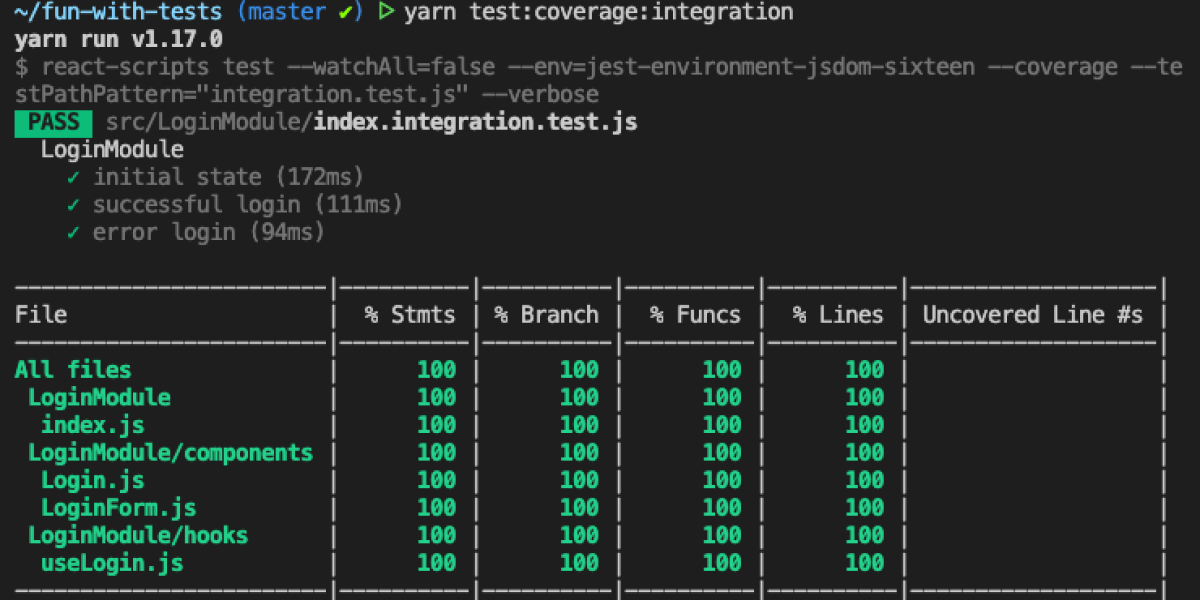 ~/fun-with-tests (master ✔) ▷ yarn test:coverage:integration
yarn run v1.17.0
$ react-scripts test --watchAll=false --env=jest-environment-jsdom-sixteen --coverage --te
stPathPattern="integration.test.js" --verbose
PASS src/LoginModule/index.integration.test.js
LoginModule
✓ initial state (172ms)
✓ successful login (111ms)
✓ error login (94ms)
File | % Stmts | % Branch | % Funcs | % Lines | Uncovered Line #s |
All files | 100 | 100 | 100 | 100 | |
LoginModule | 100 | 100 | 100 | 100 | |
index.js | 100 | 100 | 100 | 100 | |
LoginModule/components | 100 | 100 | 100 | 100 | |
Login.js | 100 | 100 | 100 | 100 | |
LoginForm.js | 100 | 100 | 100 | 100 | |
LoginModule/hooks | 100 | 100 | 100 | 100 | |
useLogin.js | 100 | 100 | 100 | 100 | |